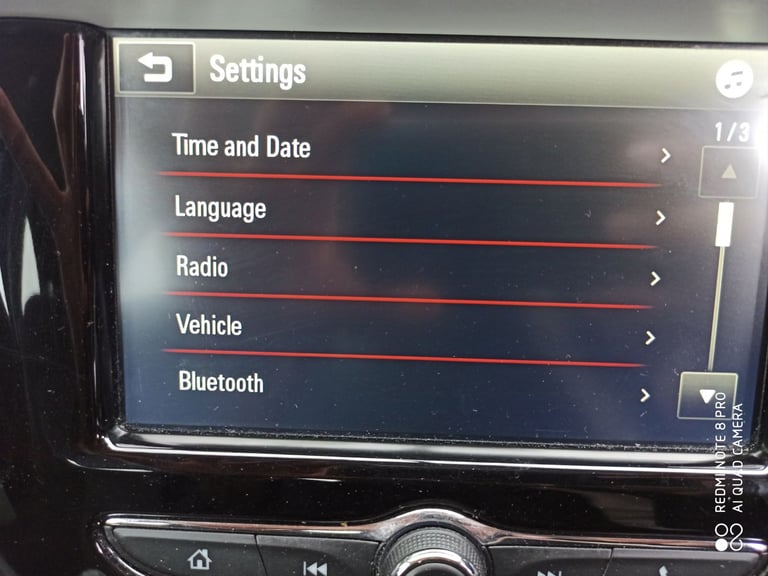 Settings
1/3
Time and Date
Language
Radio
Vehicle
Bluetooth
REDMI NOTE 8 PRO
AI QUAD CAMERA